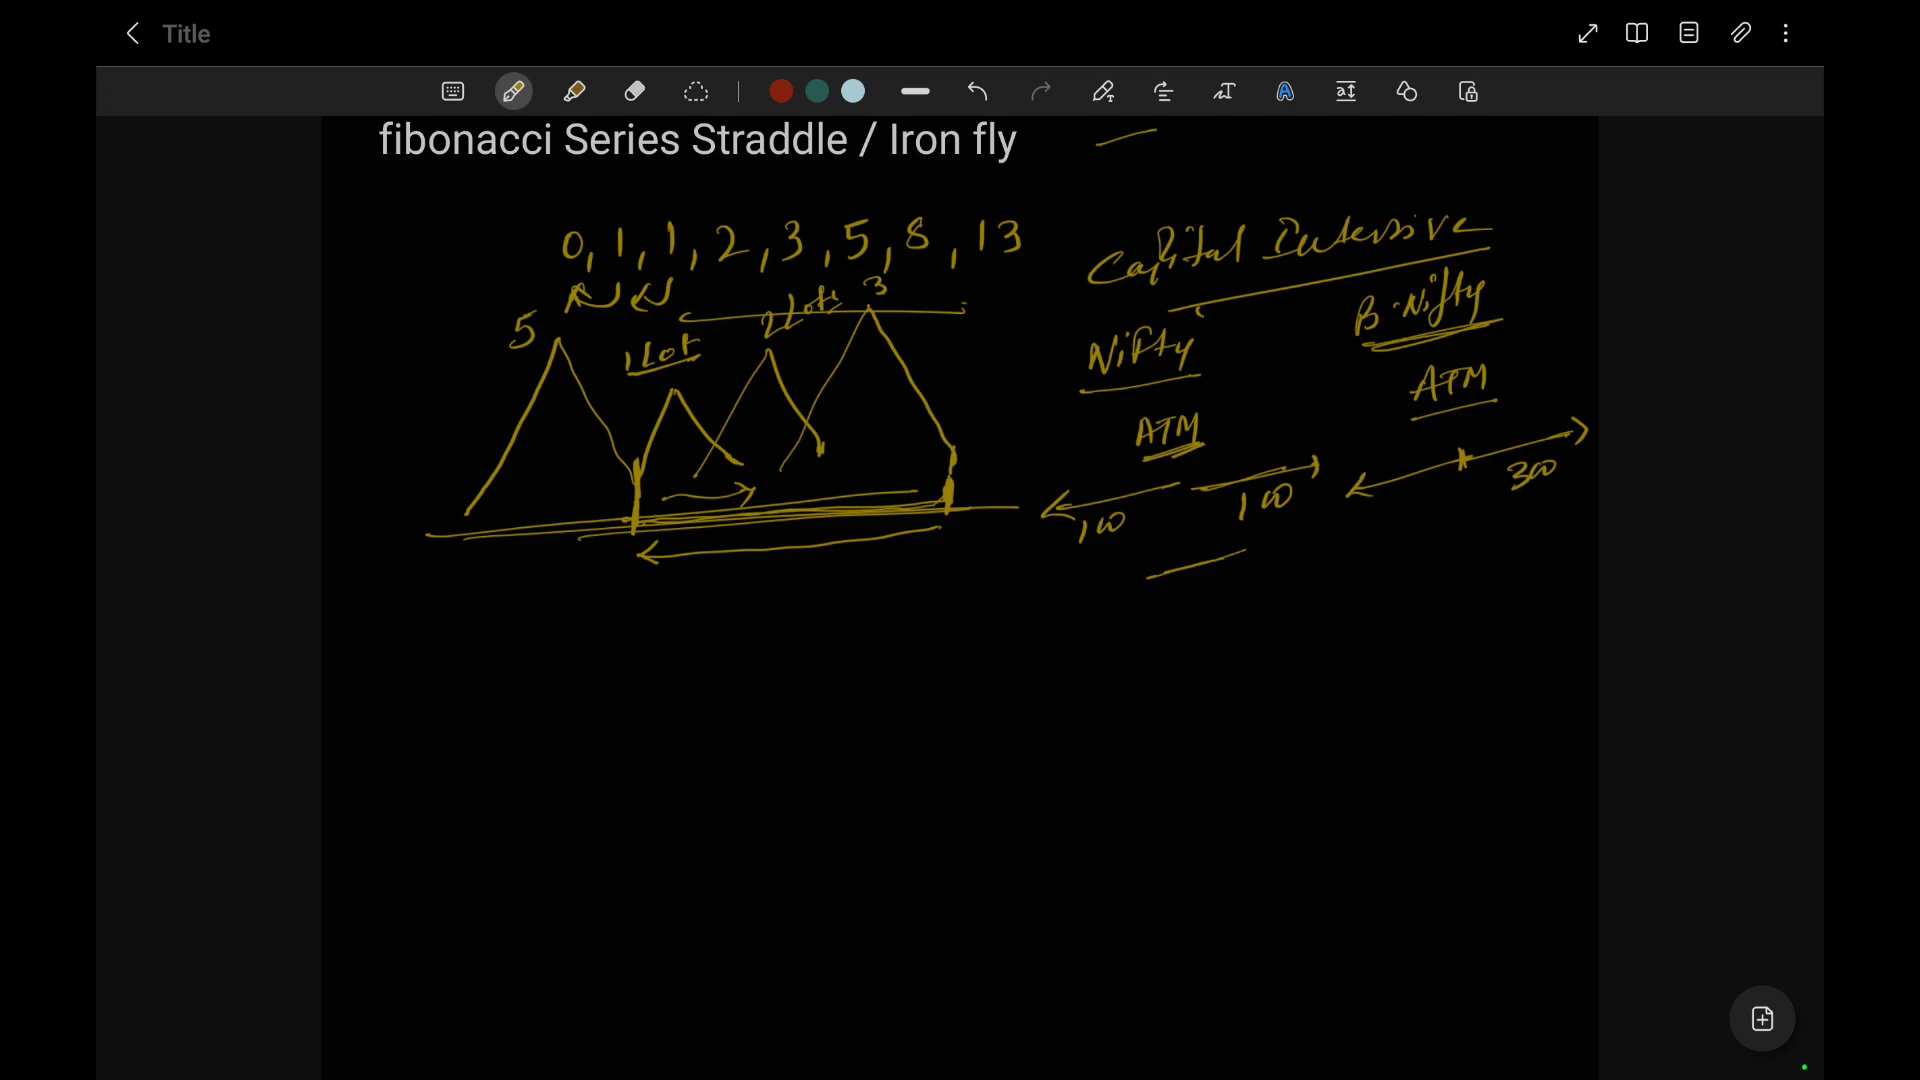 Title
fibonacci Series Straddle / Iron fly
0, 1, 1, 2, 3, 5, 8, 13
Capital Intensive
5
1 Lot
2 Lots
3
Nifty
B.Nifty
ATM
ATM
100
100
300